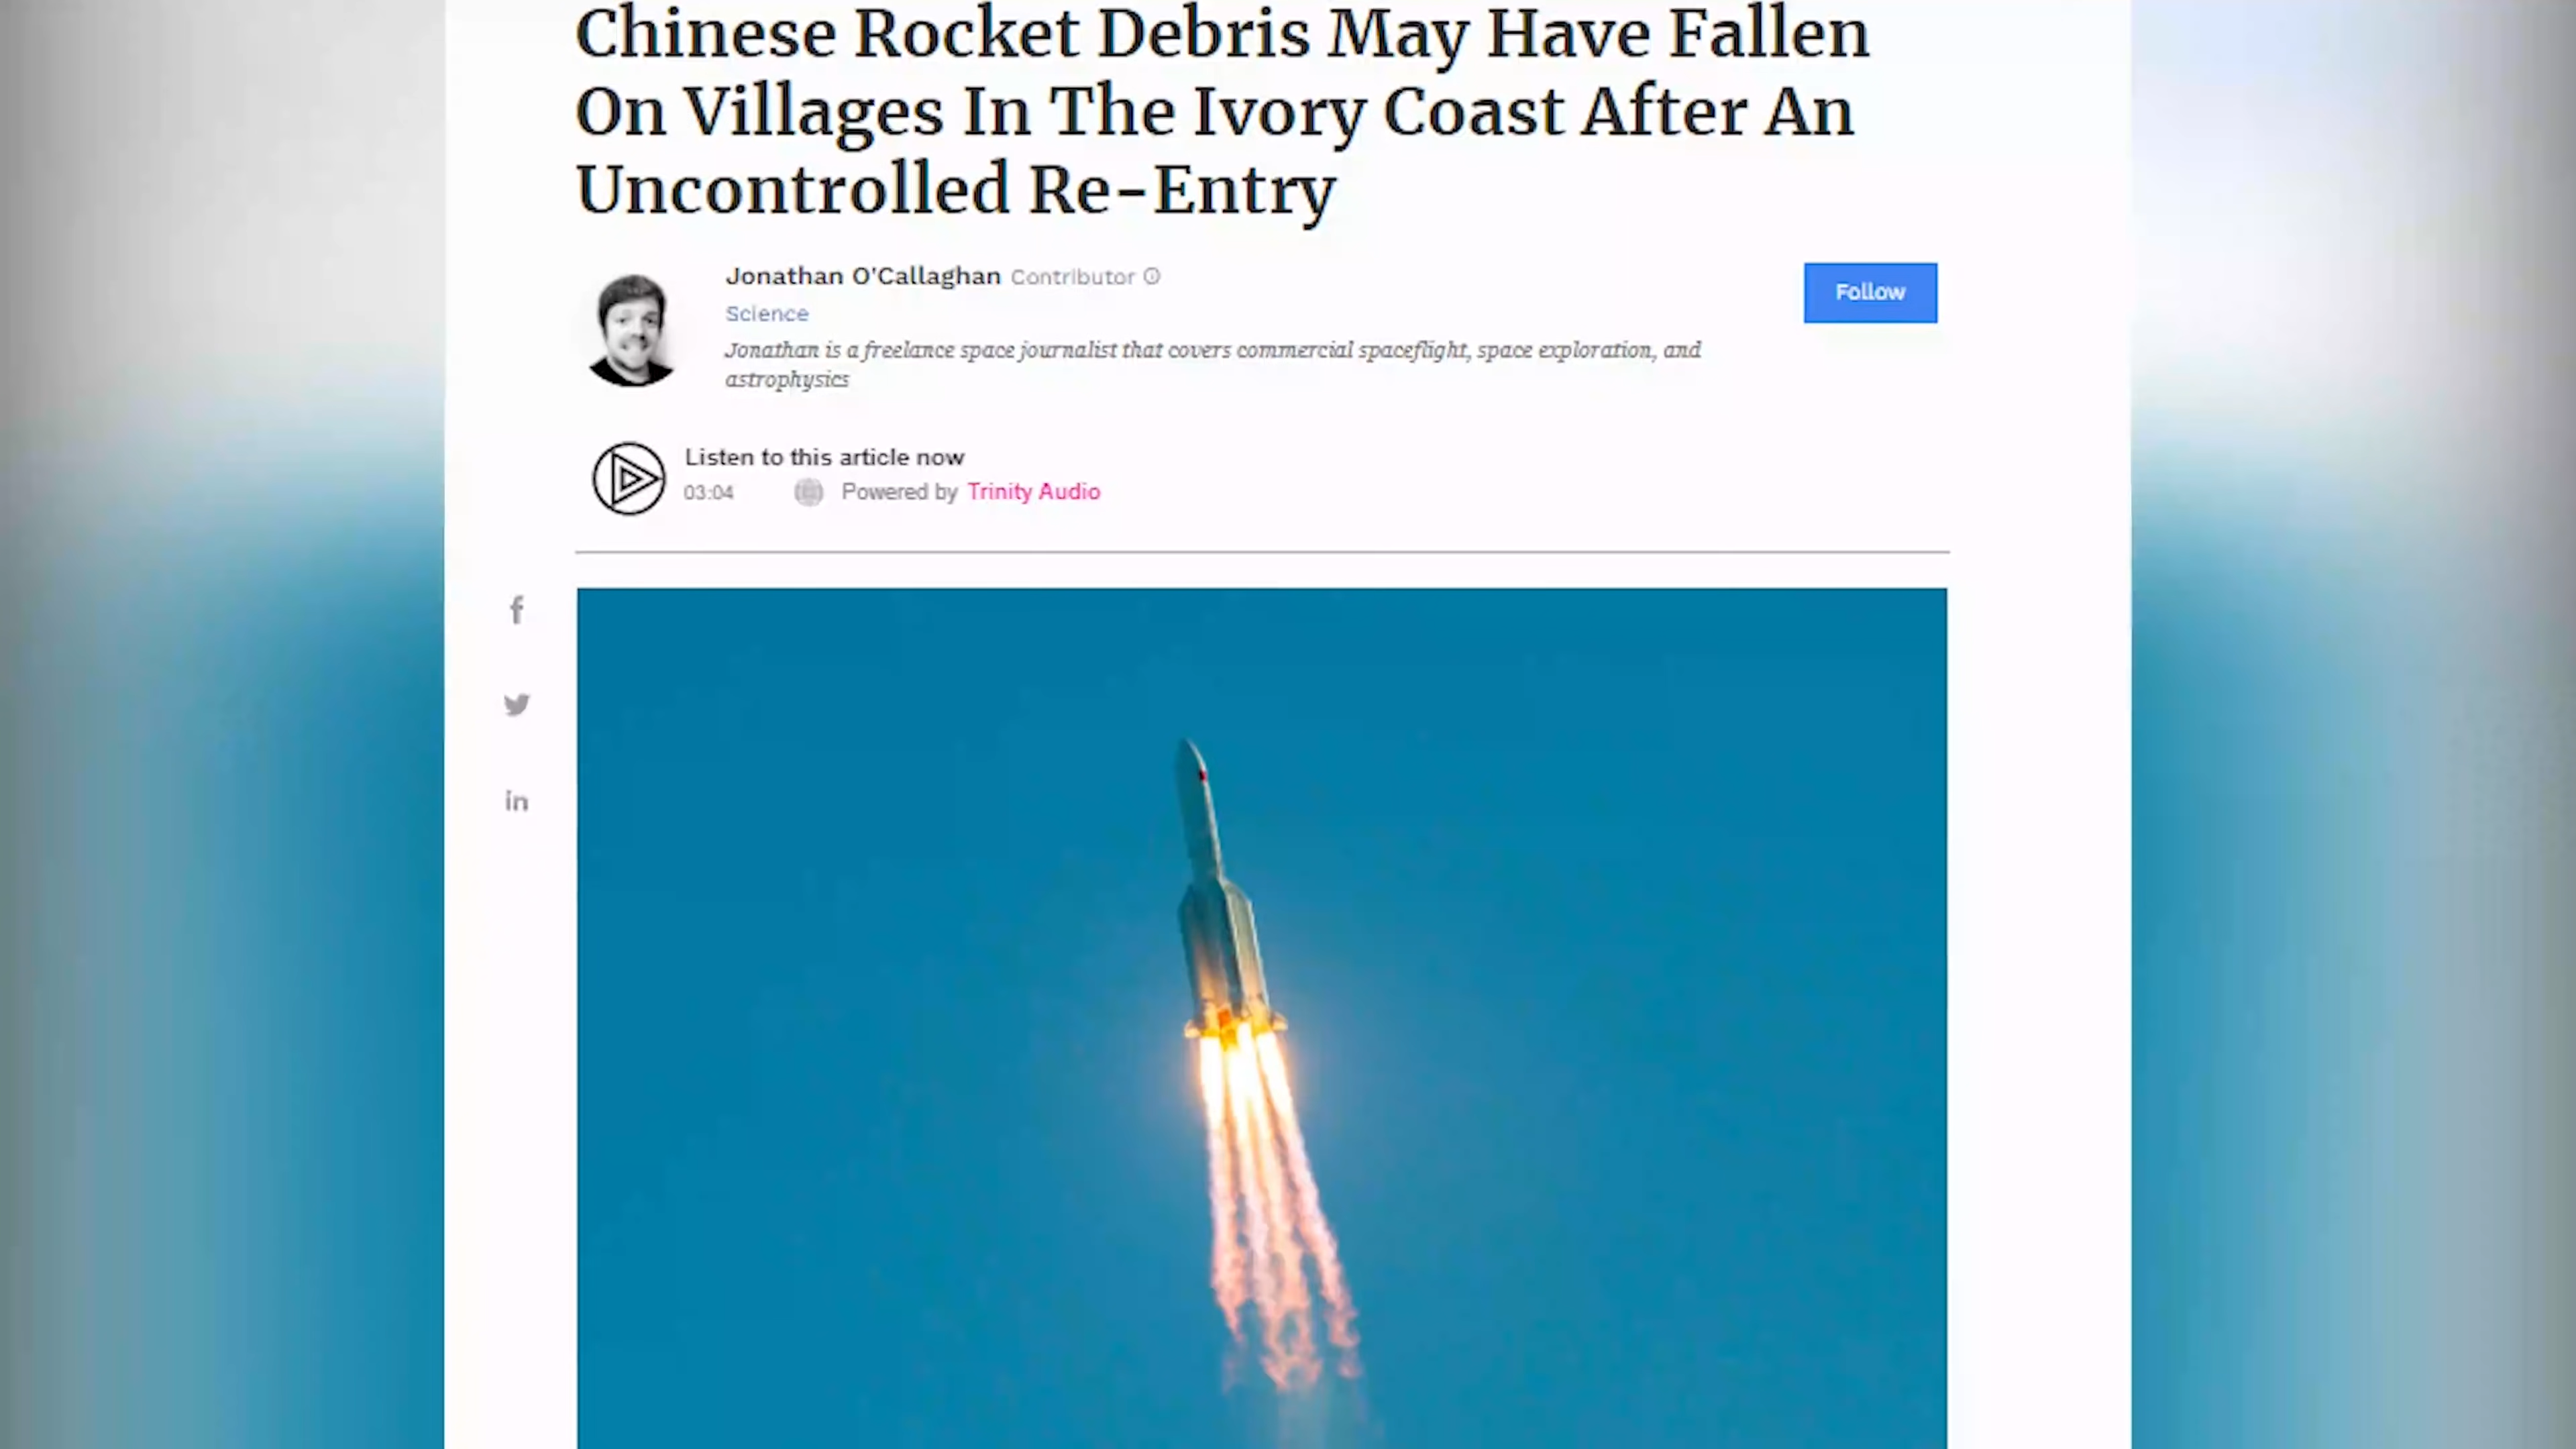 Chinese Rocket Debris May Have Fallen
On Villages In The Ivory Coast After An
Uncontrolled Re-Entry
Jonathan O'Callaghan Contributor
Science
Follow
Jonathan is a freelance space journalist that covers commercial spaceflight, space exploration, and
astrophysics
Listen to this article now
03:04 Powered by Trinity Audio
f
in